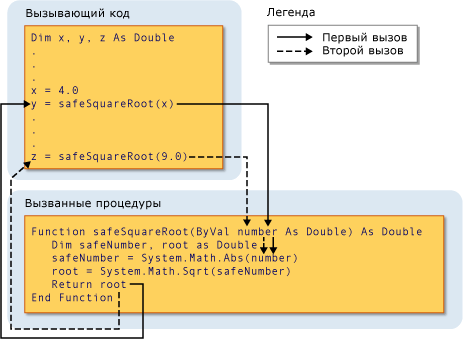 Вызывающий код
Dim x, y, z As Double
.
.
.
x = 4.0
y = safeSquareRoot(x)
.
.
.
z = safeSquareRoot(9.0)
Легенда
Первый вызов
Второй вызов
Вызванные процедуры
Function safeSquareRoot(ByVal number As Double) As Double
Dim safeNumber, root as Double
safeNumber = System.Math.Abs(number)
root = System.Math.Sqrt(safeNumber)
Return root
End Function